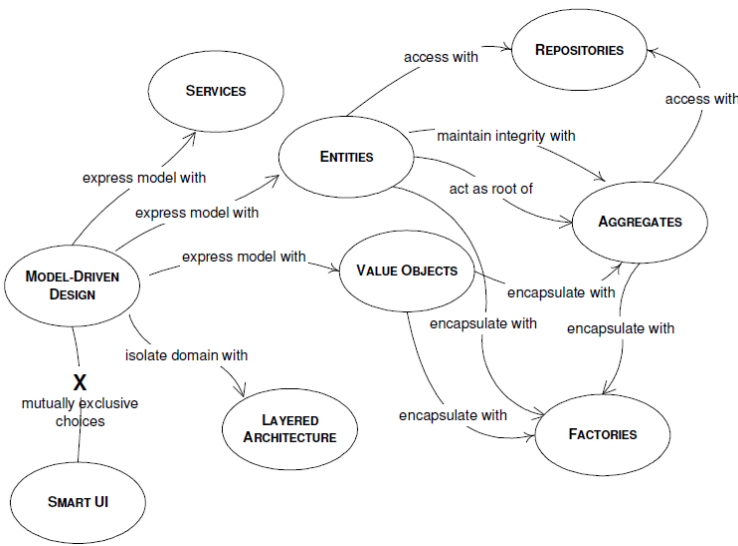 REPOSITORIES
access with
SERVICES
access with
maintain integrity with
ENTITIES
express model with
act as root of
express model with
AGGREGATES
express model with
VALUE OBJECTS
MODEL-DRIVEN
DESIGN
encapsulate with
encapsulate with
encapsulate with
isolate domain with
X
mutually exclusive
choices
encapsulate with
LAYERED
ARCHITECTURE
FACTORIES
SMART UI